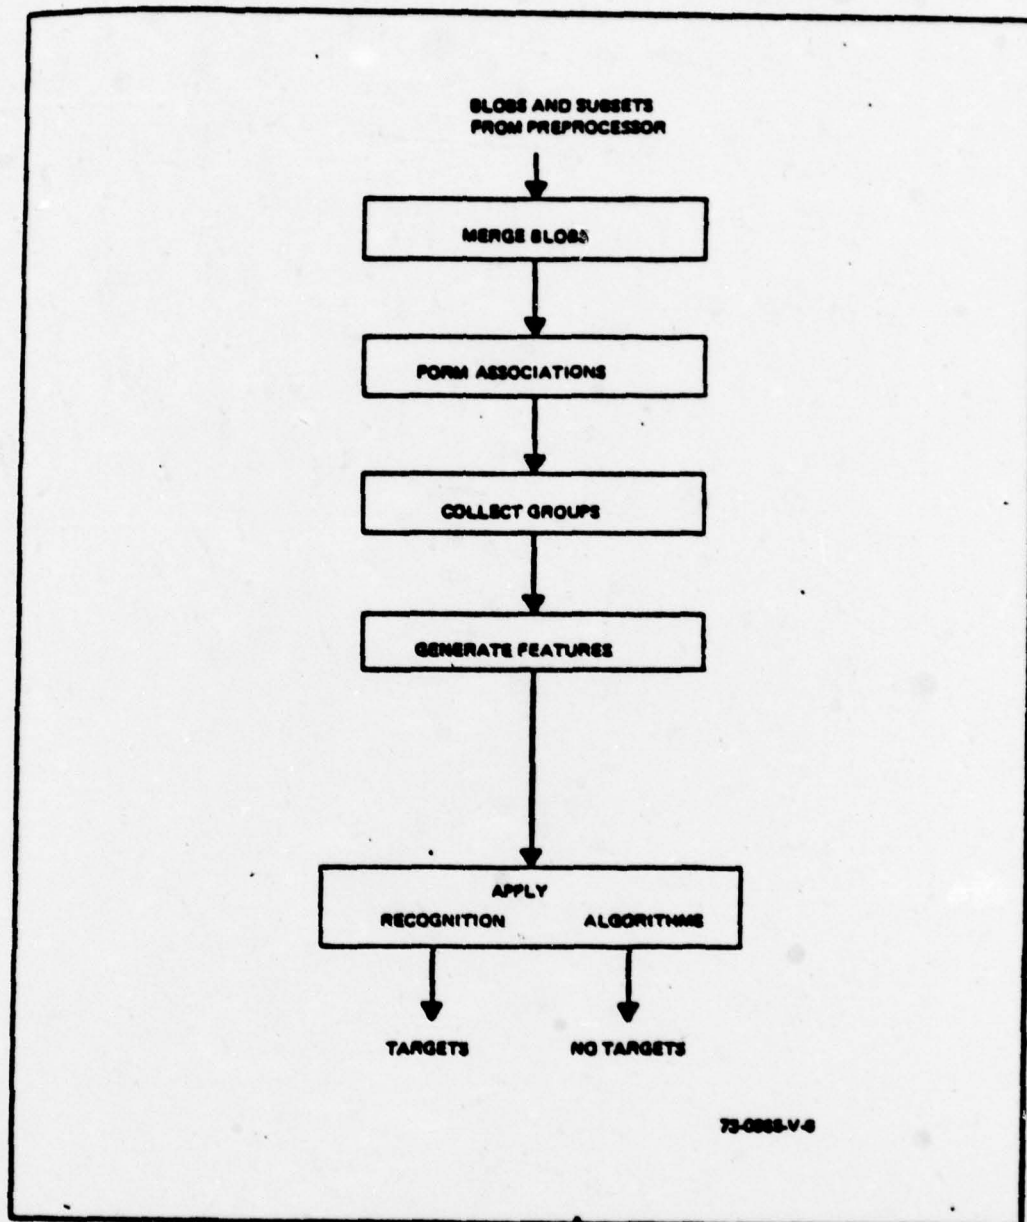 BLOBS AND SUBSETS
FROM PREPROCESSOR
MERGE BLOBS
FORM ASSOCIATIONS
COLLECT GROUPS
GENERATE FEATURES
APPLY
RECOGNITION ALGORITHMS
TARGETS NO TARGETS